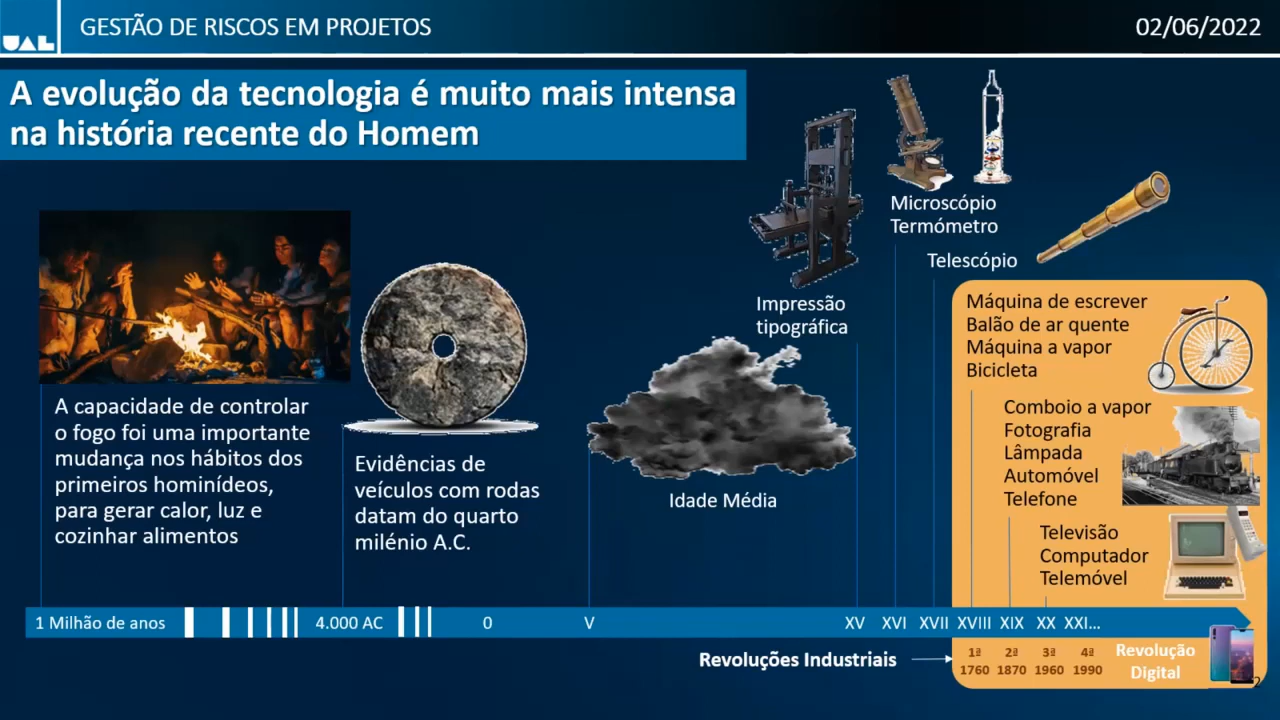 UAL
GESTÃO DE RISCOS EM PROJETOS
02/06/2022
A evolução da tecnologia é muito mais intensa
na história recente do Homem
A capacidade de controlar
o fogo foi uma importante
mudança nos hábitos dos
primeiros hominídeos,
para gerar calor, luz e
cozinhar alimentos
Evidências de
veículos com rodas
datam do quarto
milénio A.C.
Idade Média
Impressão
tipográfica
Microscópio
Termómetro
Telescópio
Máquina de escrever
Balão de ar quente
Máquina a vapor
Bicicleta
Comboio a vapor
Fotografia
Lâmpada
Automóvel
Telefone
Televisão
Computador
Telemóvel
1 Milhão de anos 4.000 AC 0 V XV XVI XVII XVIII XIX XX XXI...
Revoluções Industriais
1ª 2ª 3ª 4ª
1760 1870 1960 1990
Revolução
Digital
2